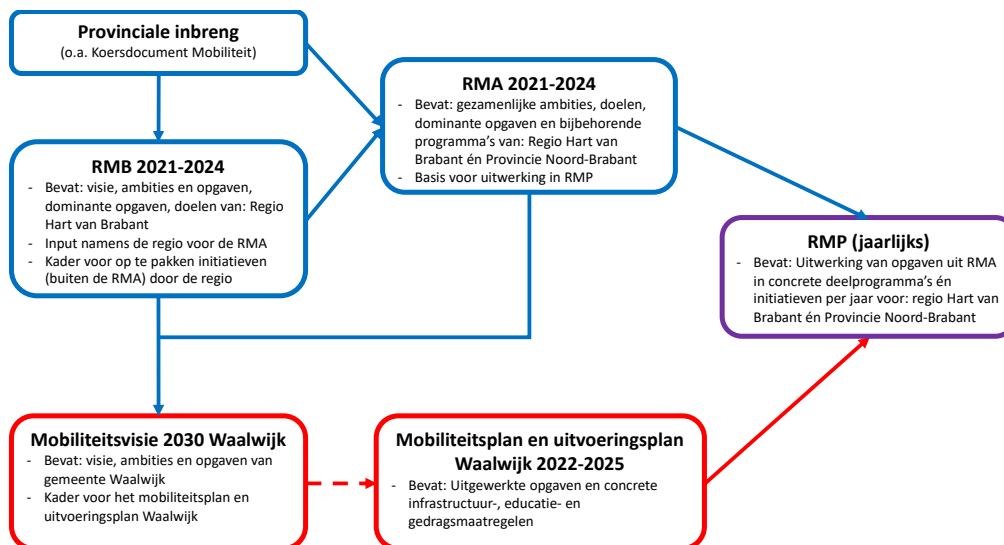 Provinciale inbreng
(o.a. Koersdocument Mobiliteit)
RMA 2021-2024
- Bevat: gezamenlijke ambities, doelen,
dominante opgaven en bijbehorende
programma's van: Regio Hart van
Brabant én Provincie Noord-Brabant
- Basis voor uitwerking in RMP
RMB 2021-2024
- Bevat: visie, ambities en opgaven,
dominante opgaven, doelen van: Regio
Hart van Brabant
- Input namens de regio voor de RMA
- Kader voor op te pakken initiatieven
(buiten de RMA) door de regio
RMP (jaarlijks)
- Bevat: Uitwerking van opgaven uit RMA
in concrete deelprogramma's én
initiatieven per jaar voor: regio Hart van
Brabant én Provincie Noord-Brabant
Mobiliteitsvisie 2030 Waalwijk
- Bevat: visie, ambities en opgaven van
gemeente Waalwijk
- Kader voor het mobiliteitsplan en
uitvoeringsplan Waalwijk
Mobiliteitsplan en uitvoeringsplan
Waalwijk 2022-2025
- Bevat: Uitgewerkte opgaven en concrete
infrastructuur-, educatie- en
gedragsmaatregelen